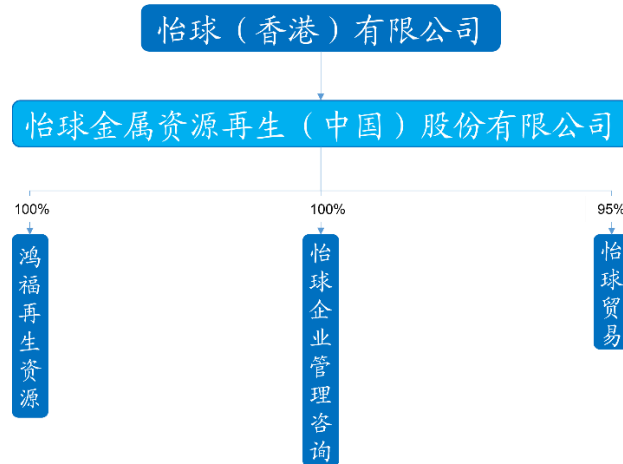 怡球（香港）有限公司
怡球金属资源再生（中国）股份有限公司
100%
100%
95%
鸿福再生资源
怡球企业管理咨询
怡球贸易